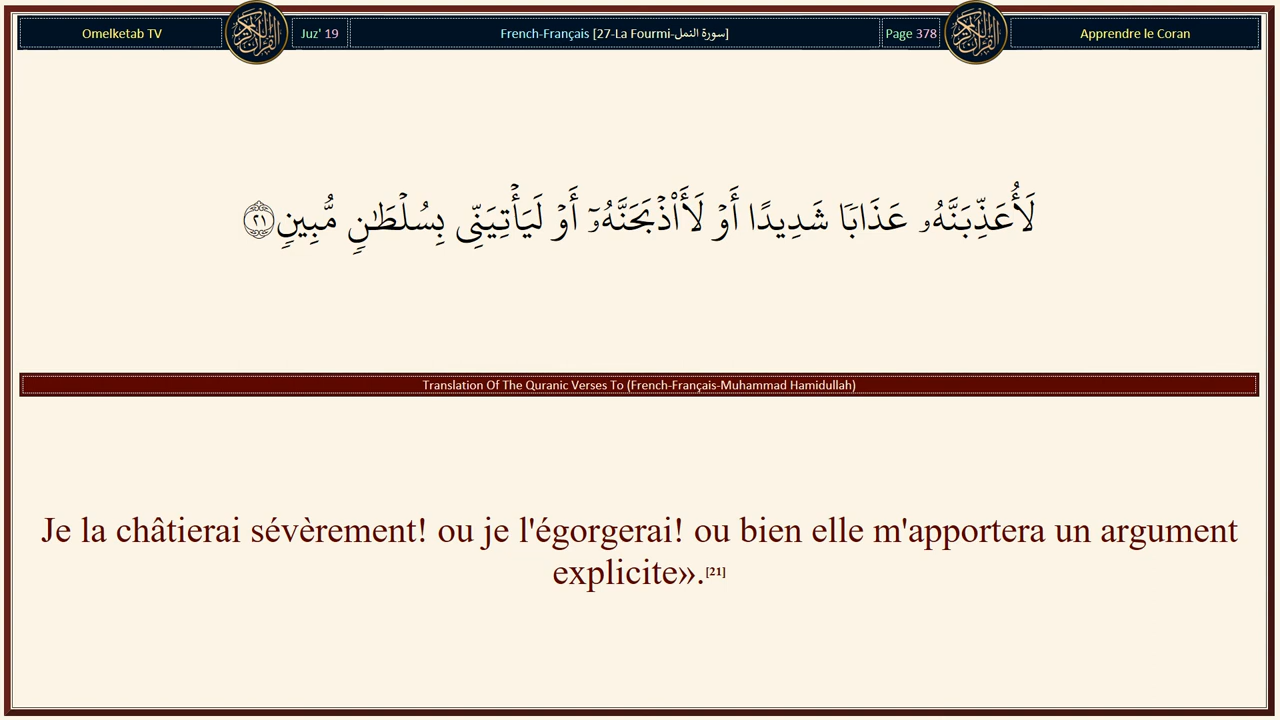 Omelketab TV
Juz' 19
French-Français [27-La Fourmi-سورة النمل]
Page 378
Apprendre le Coran
لَأُعَذِّبَنَّهُۥ عَذَابٗا شَدِيدًا أَوۡ لَأَاْذۡبَحَنَّهُۥٓ أَوۡ لَيَأۡتِيَنِّي بِسُلۡطَٰنٖ مُّبِينٖ ٢١
Translation Of The Quranic Verses To (French-Français-Muhammad Hamidullah)
Je la châtierai sévèrement! ou je l'égorgerai! ou bien elle m'apportera un argument
explicite».[21]